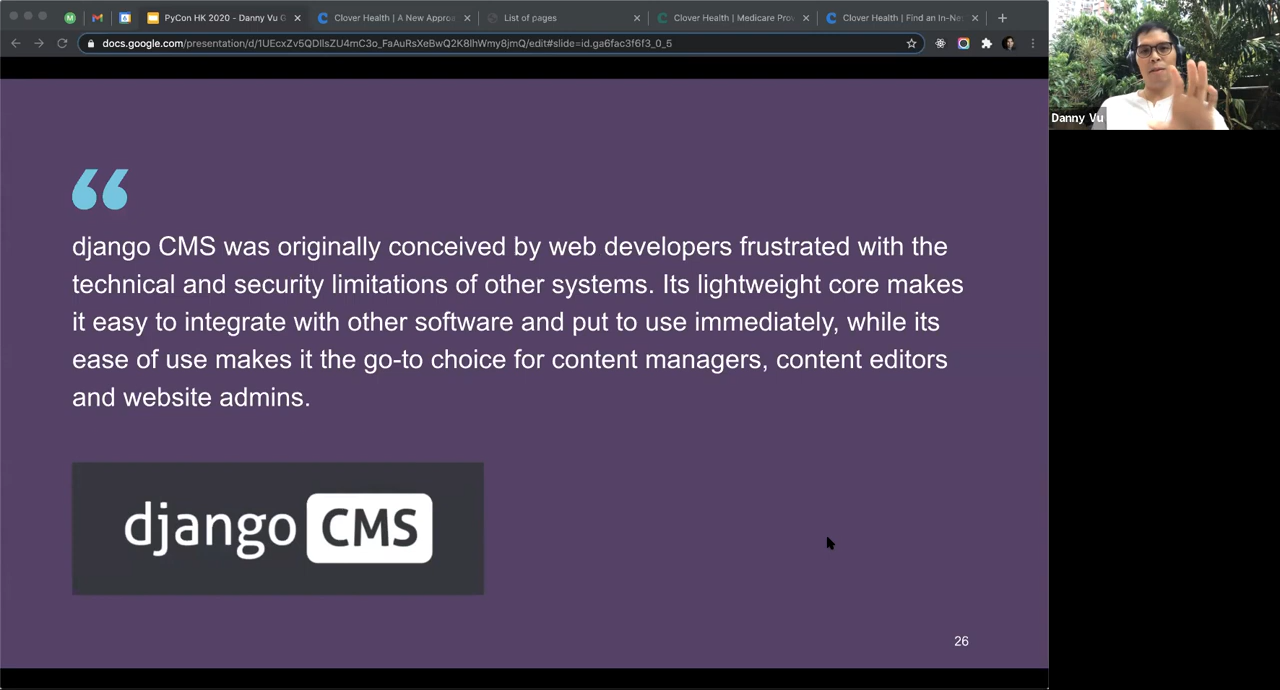 PyCon HK 2020 - Danny Vu G
Clover Health | A New Approa
List of pages
Clover Health | Medicare Prov
Clover Health | Find an In-Net
docs.google.com/presentation/d/1UEcxZv5QDIlsZU4mC3o_FaAuRsXeBwQ2K8lhWmy8jmQ/edit#slide=id.ga6fac3f6f3_0_5
Danny Vu
“
django CMS was originally conceived by web developers frustrated with the
technical and security limitations of other systems. Its lightweight core makes
it easy to integrate with other software and put to use immediately, while its
ease of use makes it the go-to choice for content managers, content editors
and website admins.
django CMS
26